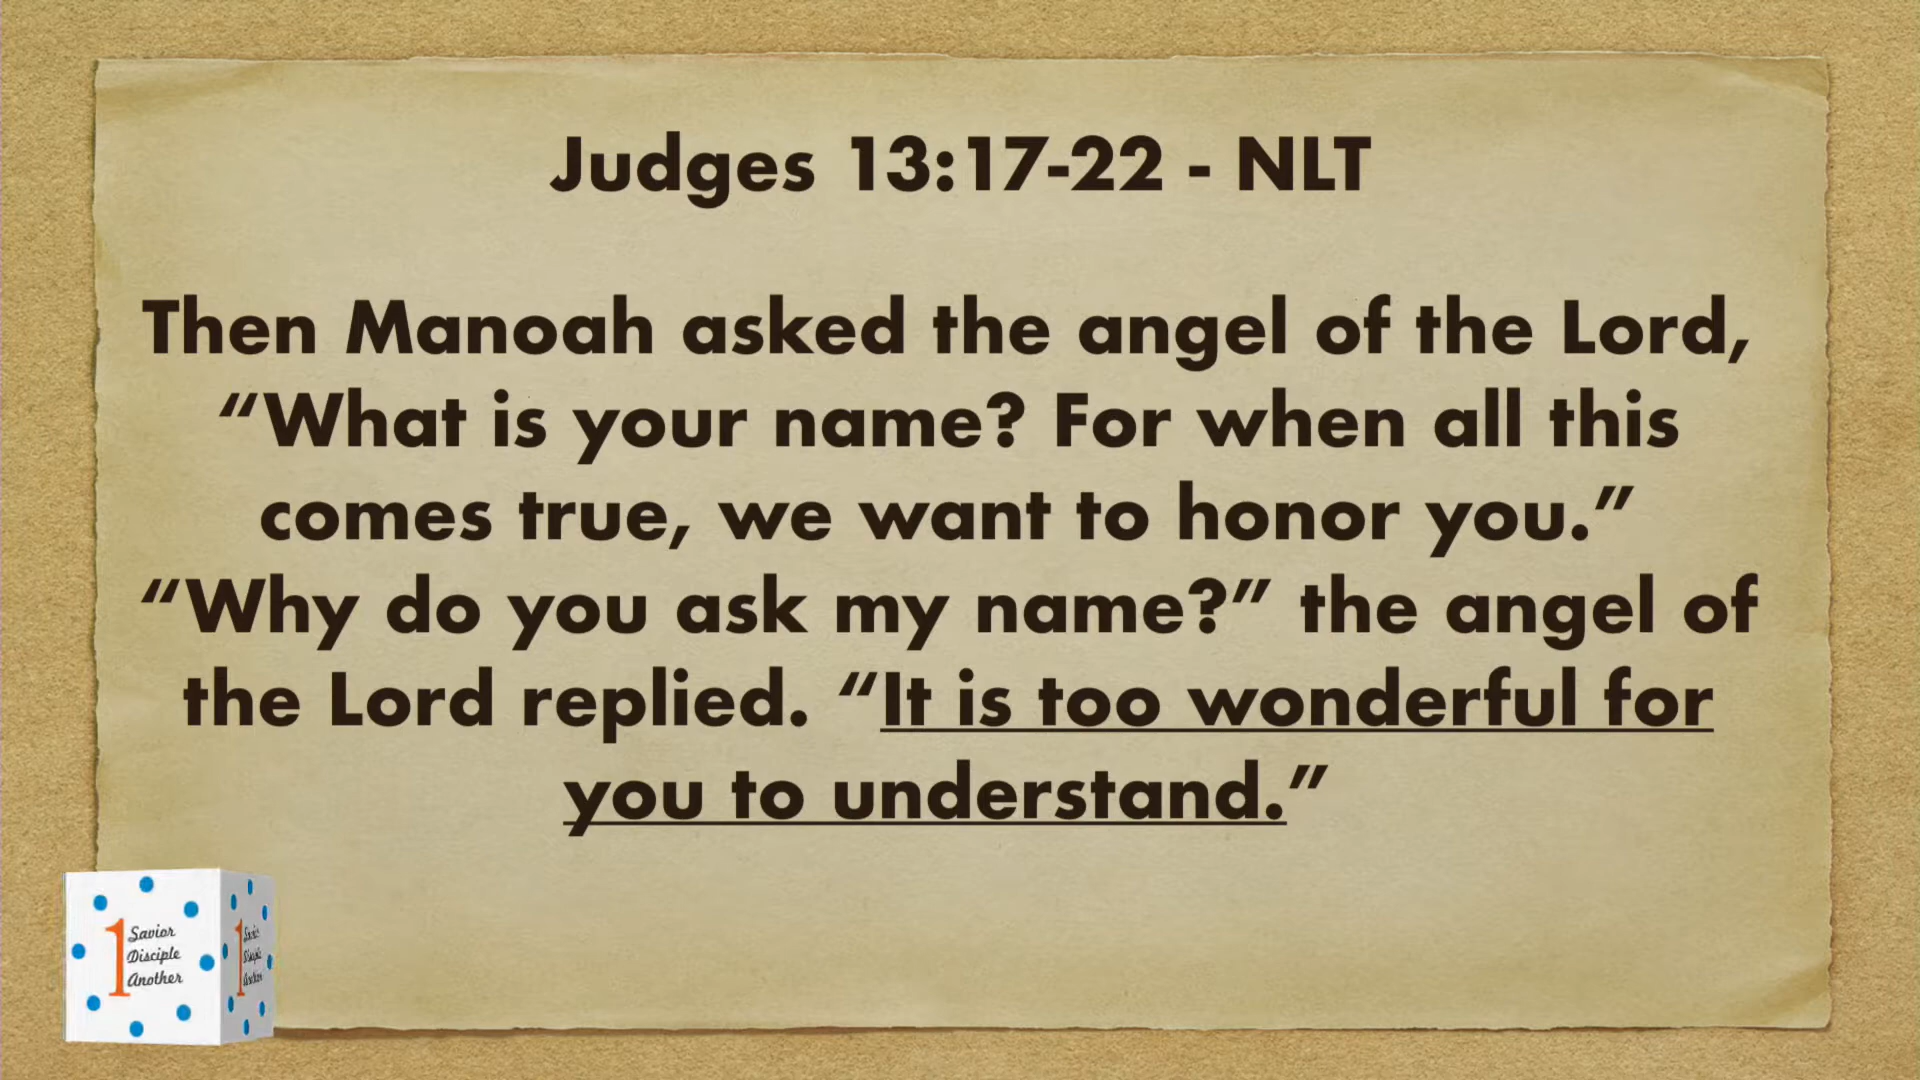 Judges 13:17-22 - NLT
Then Manoah asked the angel of the Lord,
“What is your name? For when all this
comes true, we want to honor you.”
“Why do you ask my name?” the angel of
the Lord replied. “It is too wonderful for
you to understand.”
1 Savior
Disciple
Another
1